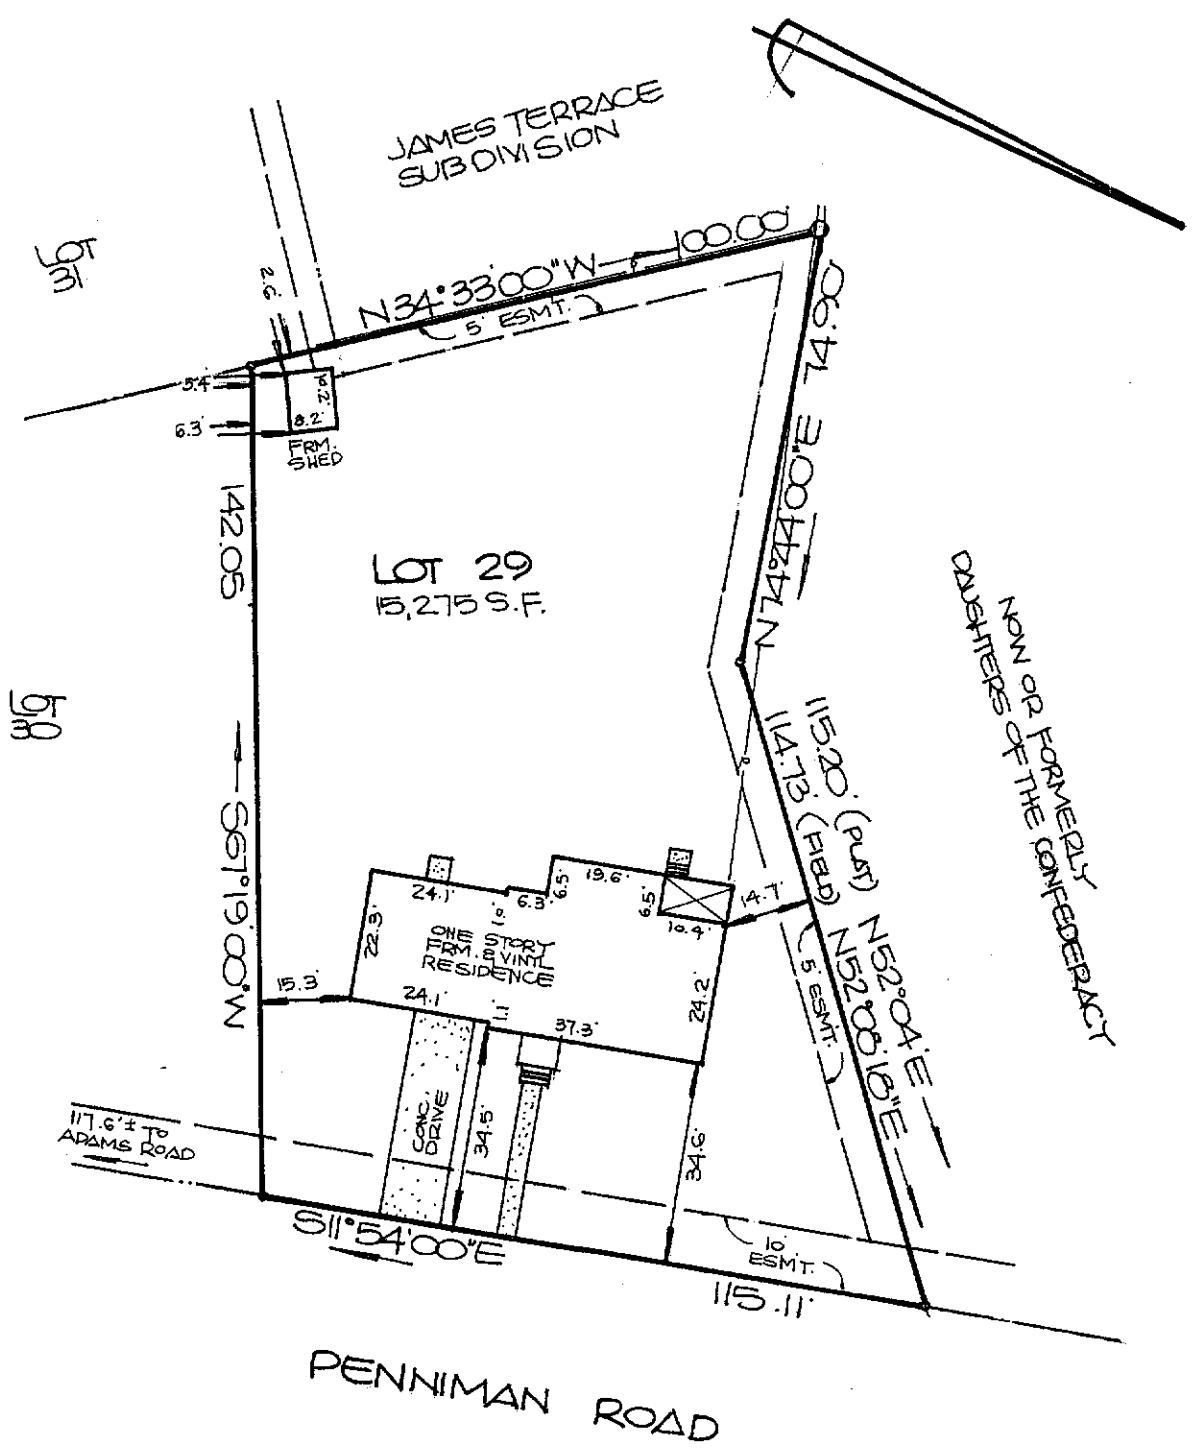 JAMES TERRACE
SUBDIVISION
LOT
31
2.6'
N34°33'00"W
100.00'
5' ESMT.
74.60'
N74°44'00"E
5.4'
6.3'
8.2'
8.2'
FRM.
SHED
142.05
S67°19'00"W
LOT 29
15,275 S.F.
LOT
30
NOW OR FORMERLY
DAUGHTERS OF THE CONFEDERACY
115.20' (PLAT) N52°04'E
114.73' (FIELD) N52°08'18"E
5' ESMT.
24.1'
6.3'
6.5'
19.6'
6.5'
10.4'
14.7'
22.3'
ONE STORY
FRM. & VINYL
RESIDENCE
15.3'
24.1'
37.3'
24.2'
CONC.
DRIVE
34.5'
34.6'
117.6'± TO
ADAMS ROAD
S11°54'00"E
10'
ESMT.
115.11'
PENNIMAN ROAD